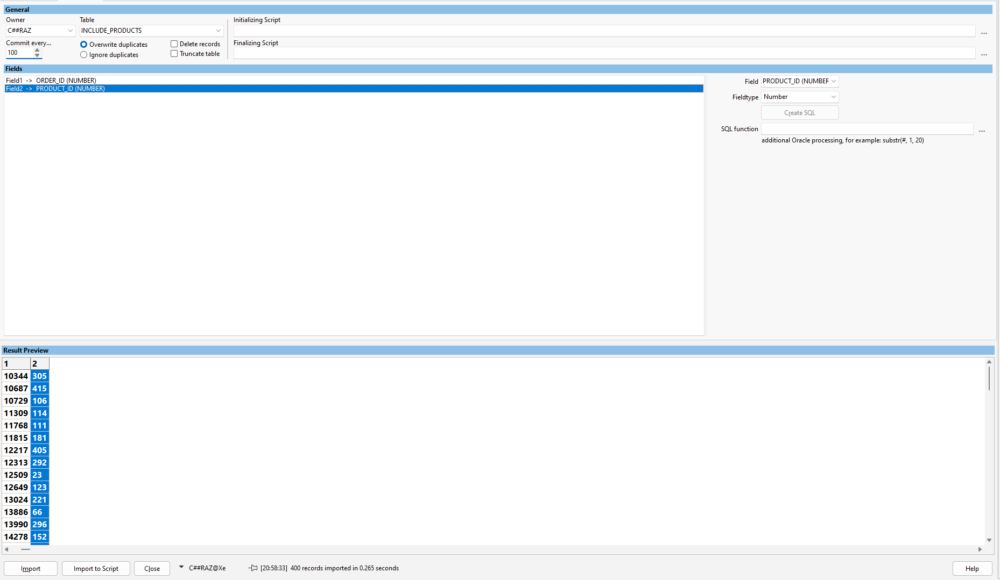 General
Owner
Table
Initializing Script
C##RAZ
INCLUDE_PRODUCTS
...
Commit every...
Overwrite duplicates
Delete records
Finalizing Script
100
Ignore duplicates
Truncate table
...
Fields
Field1 -> ORDER_ID (NUMBER)
Field2 -> PRODUCT_ID (NUMBER)
Field
PRODUCT_ID (NUMBER
Fieldtype
Number
Create SQL
SQL function
...
additional Oracle processing, for example: substr(#, 1, 20)
Result Preview
1 2
10344 305
10687 415
10729 106
11309 114
11768 111
11815 181
12217 405
12313 292
12509 23
12649 123
13024 221
13886 66
13990 296
14278 152
Import
Import to Script
Close
C##RAZ@Xe
[20:58:33] 400 records imported in 0.265 seconds
Help